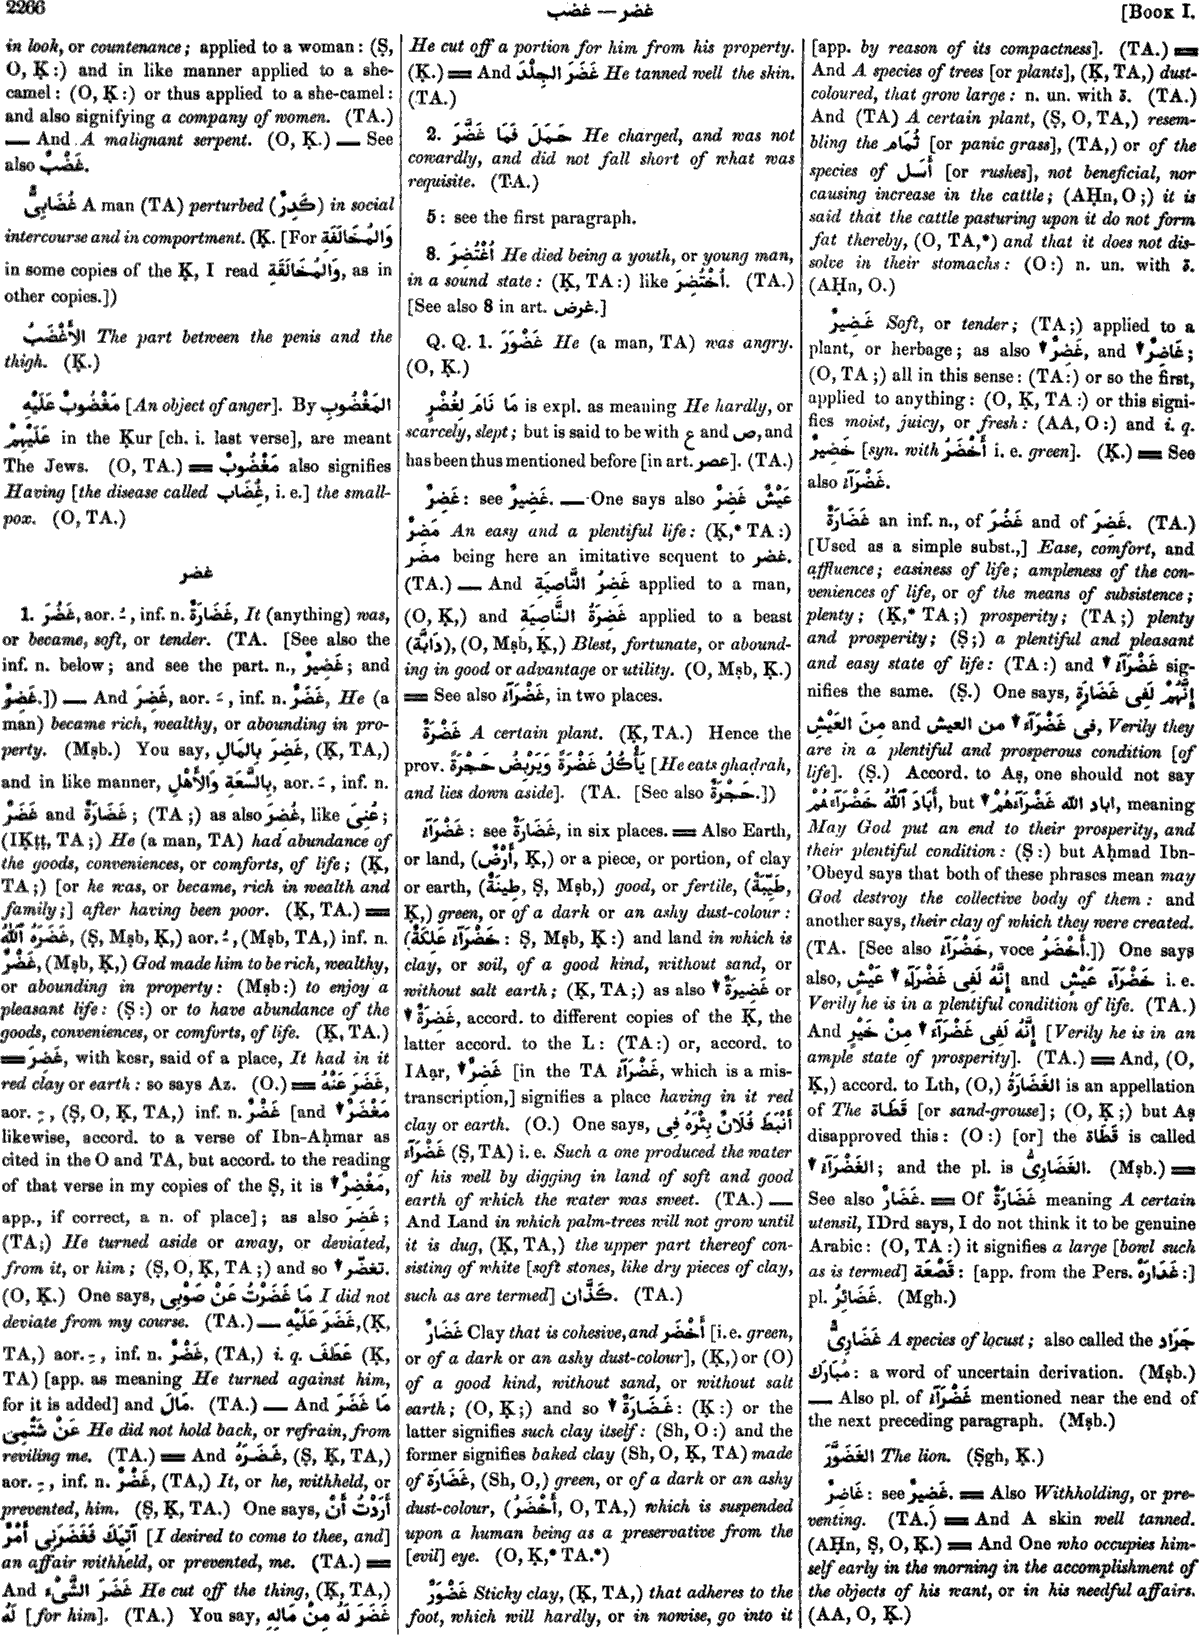 2266
غضر — غضب
[BOOK I.
in look, or countenance; applied to a woman: (Ṣ,
O, Ḳ:) and in like manner applied to a she-
camel: (O, Ḳ:) or thus applied to a she-camel:
and also signifying a company of women. (TA.)
— And A malignant serpent. (O, Ḳ.) — See
also غَضْبٌ.
غُضَابِىٌّ A man (TA) perturbed (كَدِرٌ) in social
intercourse and in comportment. (Ḳ. [For وَالمُخَالَفَةِ
in some copies of the Ḳ, I read وَالمُخَالَقَةِ, as in
other copies.])
الأَغْضَبُ The part between the penis and the
thigh. (Ḳ.)
مَغْضُوبٌ عَلَيْهِ [An object of anger]. By المَغْضُوبِ
عَلَيْهِمْ in the Ḳur [ch. i. last verse], are meant
The Jews. (O, TA.) = مَغْضُوبٌ also signifies
Having [the disease called غُضَاب, i. e.] the small-
pox. (O, TA.)
غضر
1. غَضُرَ, aor. ـُ, inf. n. غَضَارَةٌ, It (anything) was,
or became, soft, or tender. (TA. [See also the
inf. n. below; and see the part. n., غَضِيرٌ; and
غَضِرٌ.]) — And غَضِرَ, aor. ـَ, inf. n. غَضَرٌ, He (a
man) became rich, wealthy, or abounding in pro-
perty. (Mṣb.) You say, غَضِرَ بِالمَالِ, (Ḳ, TA,)
and in like manner, بِالسَّعَةِ وَالأَهْلِ, aor. ـَ, inf. n.
غَضَرٌ and غَضَارَةٌ; (TA;) as also غُضِرَ, like عُنِىَ;
(IḲṭṭ, TA;) He (a man, TA) had abundance of
the goods, conveniences, or comforts, of life; (Ḳ,
TA;) [or he was, or became, rich in wealth and
family;] after having been poor. (Ḳ, TA.) =
غَضَرَهُ ٱللّٰهُ, (Ṣ, Mṣb, Ḳ,) aor. ـُ, (Mṣb, TA,) inf. n.
غَضْرٌ, (Mṣb, Ḳ,) God made him to be rich, wealthy,
or abounding in property: (Mṣb:) to enjoy a
pleasant life: (Ṣ:) or to have abundance of the
goods, conveniences, or comforts, of life. (Ḳ, TA.)
= غَضِرَ, with kesr, said of a place, It had in it
red clay or earth: so says Az. (O.) = غَضَرَ عَنْهُ,
aor. ـِ, (Ṣ, O, Ḳ, TA,) inf. n. غَضْرٌ [and ▾ مَغْضَرٌ
likewise, accord. to a verse of Ibn-Aḥmar as
cited in the O and TA, but accord. to the reading
of that verse in my copies of the Ṣ, it is ▾ مَغْضِرٌ,
app., if correct, a n. of place]; as also غَضِرَ;
(TA;) He turned aside or away, or deviated,
from it, or him; (Ṣ, O, Ḳ, TA;) and so ▾ تغضّر.
(O, Ḳ.) One says, مَا غَضَرْتُ عَنْ صَوْبِى I did not
deviate from my course. (TA.) — غَضَرَ عَلَيْهِ, (Ḳ,
TA,) aor. ـِ, inf. n. غَضْرٌ, (TA,) i. q. عَطَفَ (Ḳ,
TA) [app. as meaning He turned against him,
for it is added] and مَالَ. (TA.) — And مَا غَضَرَ
عَنْ شَتْمِى He did not hold back, or refrain, from
reviling me. (TA.) = And غَضَرَهُ, (Ṣ, Ḳ, TA,)
aor. ـِ, inf. n. غَضْرٌ, (TA,) It, or he, withheld, or
prevented, him. (Ṣ, Ḳ, TA.) One says, أَرَدْتُ أَنْ
آتِيَكَ فَغَضَرَنِى أَمْرٌ [I desired to come to thee, and]
an affair withheld, or prevented, me. (TA.) =
And غَضَرَ الشَّىْءَ He cut off the thing, (Ḳ, TA,)
لَهُ [for him]. (TA.) You say, غَضَرَ لَهُ مِنْ مَالِهِ
He cut off a portion for him from his property.
(Ḳ.) = And غَضَرَ الجِلْدَ He tanned well the skin.
(TA.)
2. حَمَلَ فَمَا غَضَّرَ He charged, and was not
cowardly, and did not fall short of what was
requisite. (TA.)
5: see the first paragraph.
8. اُغْتُضِرَ He died being a youth, or young man,
in a sound state: (Ḳ, TA:) like اُخْتُضِرَ. (TA.)
[See also 8 in art. غرض.]
Q. Q. 1. غَضْوَرَ He (a man, TA) was angry.
(O, Ḳ.)
مَا نَامَ لِغُضْرٍ is expl. as meaning He hardly, or
scarcely, slept; but is said to be with ع and ص, and
has been thus mentioned before [in art. عصر]. (TA.)
غَضِرٌ: see غَضِيرٌ. — One says also عَيْشٌ غَضِرٌ
مَضِرٌ An easy and a plentiful life: (Ḳ,* TA:)
مضر being here an imitative sequent to غضر.
(TA.) — And غَضِرُ النَّاصِيَةِ applied to a man,
(O, Ḳ,) and غَضِرَةُ النَّاصِيَةِ applied to a beast
(دَابَّة), (O, Mṣb, Ḳ,) Blest, fortunate, or abound-
ing in good or advantage or utility. (O, Mṣb, Ḳ.)
= See also غَضْرَآءُ, in two places.
غَضْرَةٌ A certain plant. (Ḳ, TA.) Hence the
prov. يَأْكُلُ غَضْرَةً وَيَرْبِضُ حَجْرَةً [He eats ghaḍrah,
and lies down aside]. (TA. [See also حَجْرَةٌ.])
غَضْرَآءُ: see غَضَارَةٌ, in six places. = Also Earth,
or land, (أَرْضٌ, Ḳ,) or a piece, or portion, of clay
or earth, (طِينَةٌ, Ṣ, Mṣb,) good, or fertile, (طَيِّبَةٌ,
Ḳ,) green, or of a dark or an ashy dust-colour:
(خَضْرَآءُ عَلِكَةٌ: Ṣ, Mṣb, Ḳ:) and land in which is
clay, or soil, of a good kind, without sand, or
without salt earth; (Ḳ, TA;) as also ▾ غَضِيرَةٌ or
▾ غَضِرَةٌ, accord. to different copies of the Ḳ, the
latter accord. to the L: (TA:) or, accord. to
IAạr, ▾ غَضِرٌ [in the TA غَضْرَآءُ, which is a mis-
transcription,] signifies a place having in it red
clay or earth. (O.) One says, أَنْبَطَ فُلَانٌ بِئْرَهُ فِى
غَضْرَآءَ (Ṣ, TA) i. e. Such a one produced the water
of his well by digging in land of soft and good
earth of which the water was sweet. (TA.) —
And Land in which palm-trees will not grow until
it is dug, (Ḳ, TA,) the upper part thereof con-
sisting of white [soft stones, like dry pieces of clay,
such as are termed] كَذَّان. (TA.)
غَضَارٌ Clay that is cohesive, and أَخْضَر [i. e. green,
or of a dark or an ashy dust-colour], (Ḳ,) or (O)
of a good kind, without sand, or without salt
earth; (O, Ḳ;) and so ▾ غَضَارَةٌ: (Ḳ:) or the
latter signifies such clay itself: (Sh, O:) and the
former signifies baked clay (Sh, O, Ḳ, TA) made
of غَضَارَة, (Sh, O,) green, or of a dark or an ashy
dust-colour, (أَخْضَرُ, O, TA,) which is suspended
upon a human being as a preservative from the
[evil] eye. (O, Ḳ,* TA.*)
غَضْوَرٌ Sticky clay, (Ḳ, TA,) that adheres to the
foot, which will hardly, or in nowise, go into it
[app. by reason of its compactness]. (TA.) =
And A species of trees [or plants], (Ḳ, TA,) dust-
coloured, that grow large: n. un. with ة. (TA.)
And (TA) A certain plant, (Ṣ, O, TA,) resem-
bling the ثُمَام [or panic grass], (TA,) or of the
species of أَسَل [or rushes], not beneficial, nor
causing increase in the cattle; (AḤn, O;) it is
said that the cattle pasturing upon it do not form
fat thereby, (O, TA,*) and that it does not dis-
solve in their stomachs: (O:) n. un. with ة.
(AḤn, O.)
غَضِيرٌ Soft, or tender; (TA;) applied to a
plant, or herbage; as also ▾ غَضِرٌ, and ▾ غَاضِرٌ;
(O, TA;) all in this sense: (TA:) or so the first,
applied to anything: (O, Ḳ, TA:) or this signi-
fies moist, juicy, or fresh: (AA, O:) and i. q.
خَضِيرٌ [syn. with أَخْضَرُ i. e. green]. (Ḳ.) = See
also غَضْرَآءُ.
غَضَارَةٌ an inf. n., of غَضُرَ and of غَضِرَ. (TA.)
[Used as a simple subst.,] Ease, comfort, and
affluence; easiness of life; ampleness of the con-
veniences of life, or of the means of subsistence;
plenty; (Ḳ,* TA;) prosperity; (TA;) plenty
and prosperity; (Ṣ;) a plentiful and pleasant
and easy state of life: (TA:) and ▾ غَضْرَآءُ sig-
nifies the same. (Ṣ.) One says, إِنَّهُمْ لَفِى غَضَارَةٍ
مِنَ العَيْشِ and ▾ فى غَضْرَآءَ من العيش, Verily they
are in a plentiful and prosperous condition [of
life]. (Ṣ.) Accord. to Aṣ, one should not say
أَبَادَ ٱللّٰهُ خَضْرَآءَهُمْ, but ▾ اباد اللّٰه غَضْرَآءَهُمْ, meaning
May God put an end to their prosperity, and
their plentiful condition: (Ṣ:) but Aḥmad Ibn-
'Obeyd says that both of these phrases mean may
God destroy the collective body of them: and
another says, their clay of which they were created.
(TA. [See also خَضْرَآءُ, voce أَخْضَرُ.]) One says
also, إِنَّهُ لَفِى غَضْرَآءِ ▾ عَيْشٍ and خَضْرَآءِ عَيْشٍ i. e.
Verily he is in a plentiful condition of life. (TA.)
And إِنَّهُ لَفِى غَضْرَآءَ ▾ مِنْ خَيْرٍ [Verily he is in an
ample state of prosperity]. (TA.) = And, (O,
Ḳ,) accord. to Lth, (O,) الغَضَارَةُ is an appellation
of The قَطَاة [or sand-grouse]; (O, Ḳ;) but Aṣ
disapproved this: (O:) [or] the قَطَاة is called
▾ الغَضْرَآءُ; and the pl. is الغَضَارِىُّ. (Mṣb.) =
See also غَضَارٌ. = Of غَضَارَةٌ meaning A certain
utensil, IDrd says, I do not think it to be genuine
Arabic: (O, TA:) it signifies a large [bowl such
as is termed] قَصْعَة: [app. from the Pers. غَدَارَهْ:]
pl. غَضَائِرُ. (Mgh.)
غَضَارِىٌّ A species of locust; also called the جَرَاد
مُبَارَك: a word of uncertain derivation. (Mṣb.)
— Also pl. of غَضْرَآءُ mentioned near the end of
the next preceding paragraph. (Mṣb.)
الغَضَوَّرُ The lion. (Ṣgh, Ḳ.)
غَاضِرٌ: see غَضِيرٌ. = Also Withholding, or pre-
venting. (TA.) = And A skin well tanned.
(AḤn, Ṣ, O, Ḳ.) = And One who occupies him-
self early in the morning in the accomplishment of
the objects of his want, or in his needful affairs.
(AA, O, Ḳ.)